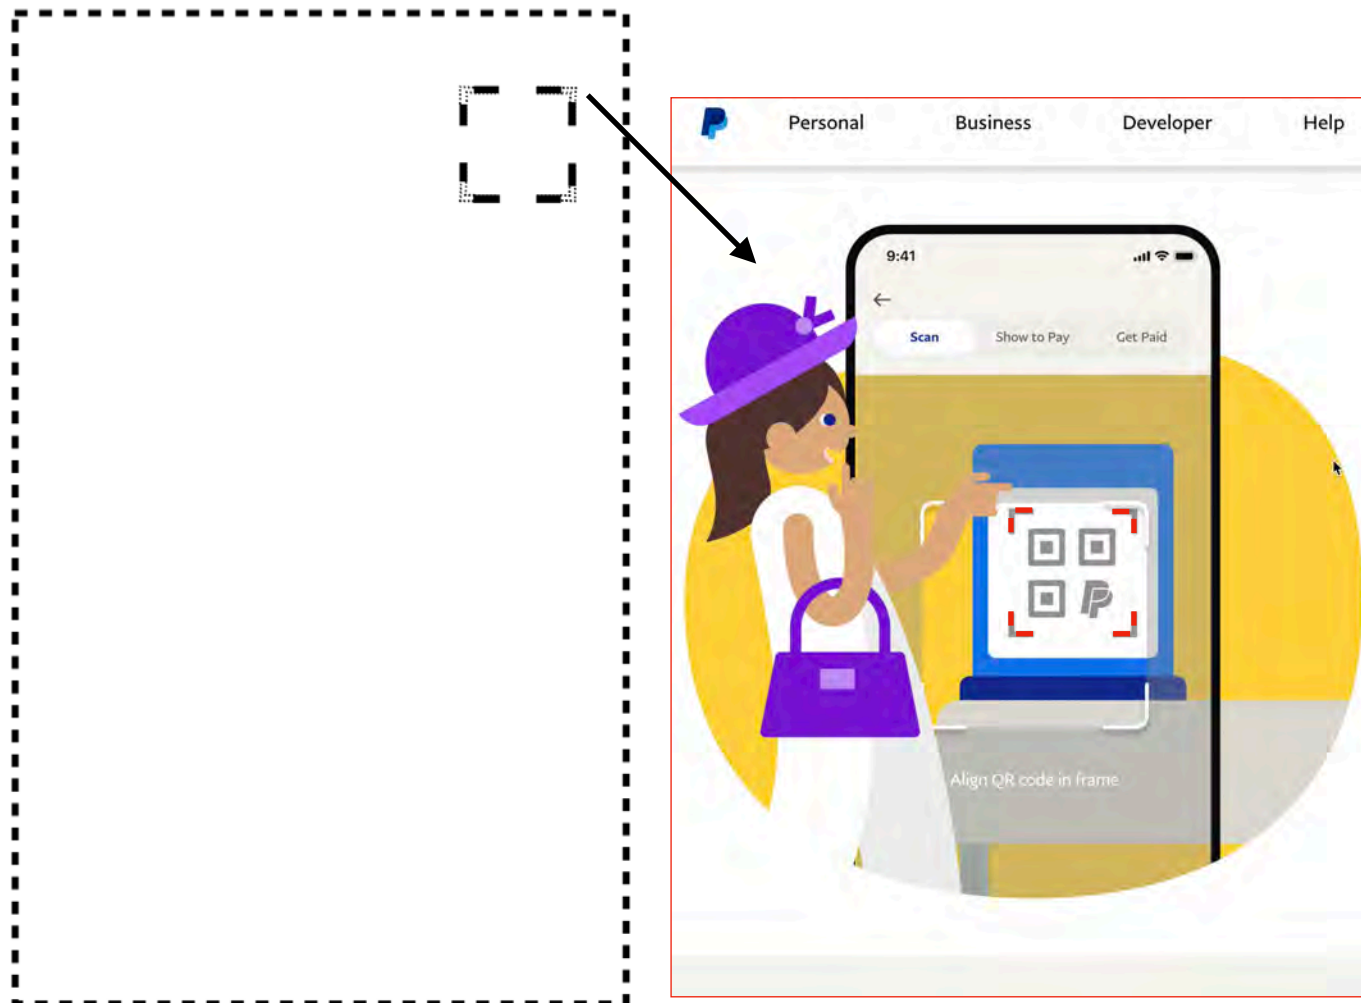 Personal Business Developer Help
9:41
Scan Show to Pay Get Paid
Align QR code in frame